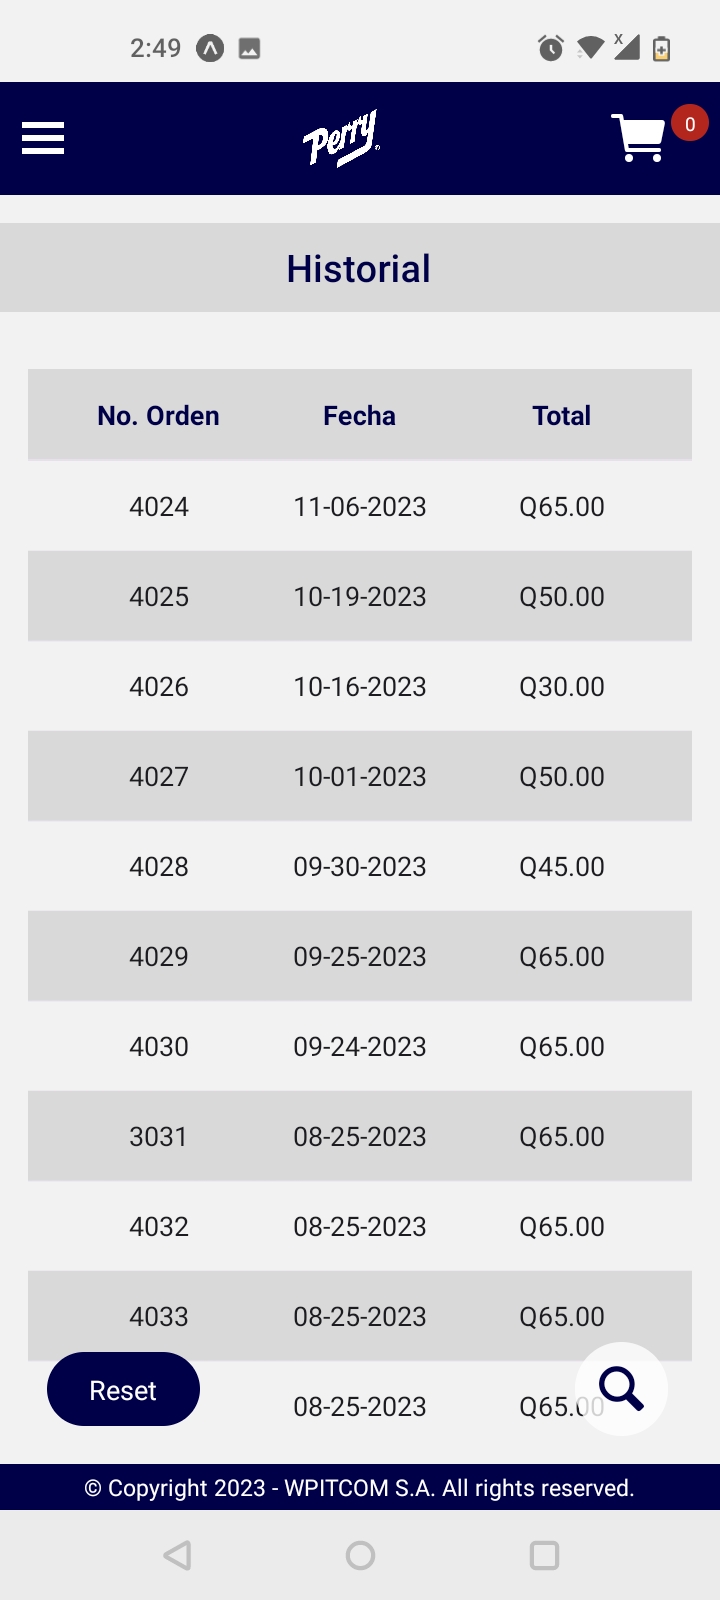 2:49
X
Perry
0
Historial
No. Orden Fecha Total
4024 11-06-2023 Q65.00
4025 10-19-2023 Q50.00
4026 10-16-2023 Q30.00
4027 10-01-2023 Q50.00
4028 09-30-2023 Q45.00
4029 09-25-2023 Q65.00
4030 09-24-2023 Q65.00
3031 08-25-2023 Q65.00
4032 08-25-2023 Q65.00
4033 08-25-2023 Q65.00
Reset 08-25-2023 Q65.00
© Copyright 2023 - WPITCOM S.A. All rights reserved.